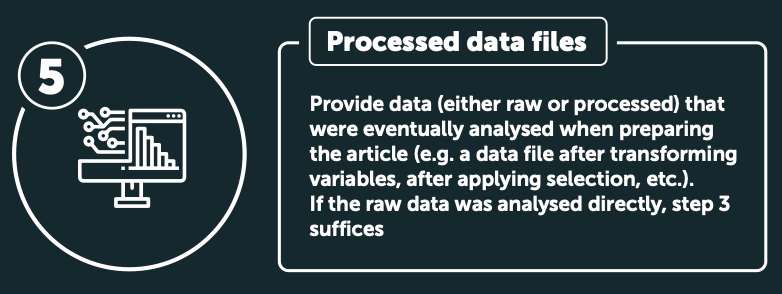 5
Processed data files
Provide data (either raw or processed) that
were eventually analysed when preparing
the article (e.g. a data file after transforming
variables, after applying selection, etc.).
If the raw data was analysed directly, step 3
suffices